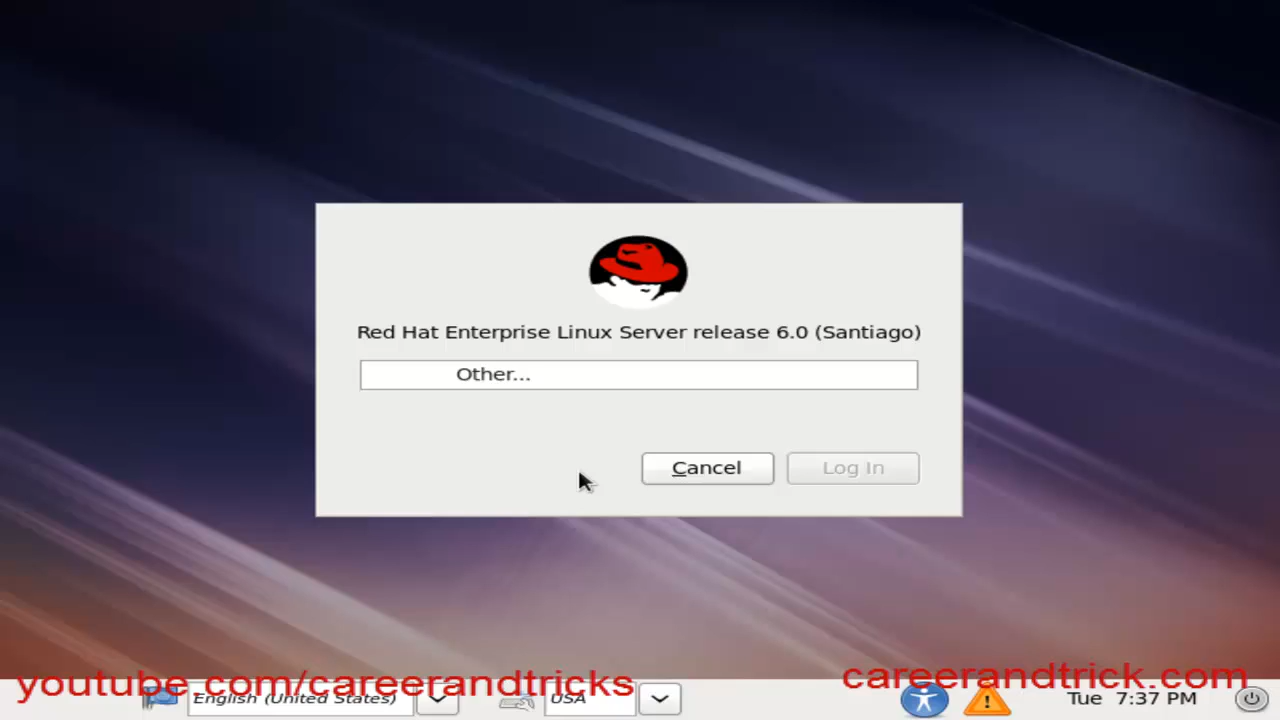 Red Hat Enterprise Linux Server release 6.0 (Santiago)
Other...
Cancel
Log In
youtube.com/careerandtricks
careerandtrick.com
English (United States)
USA
Tue 7:37 PM